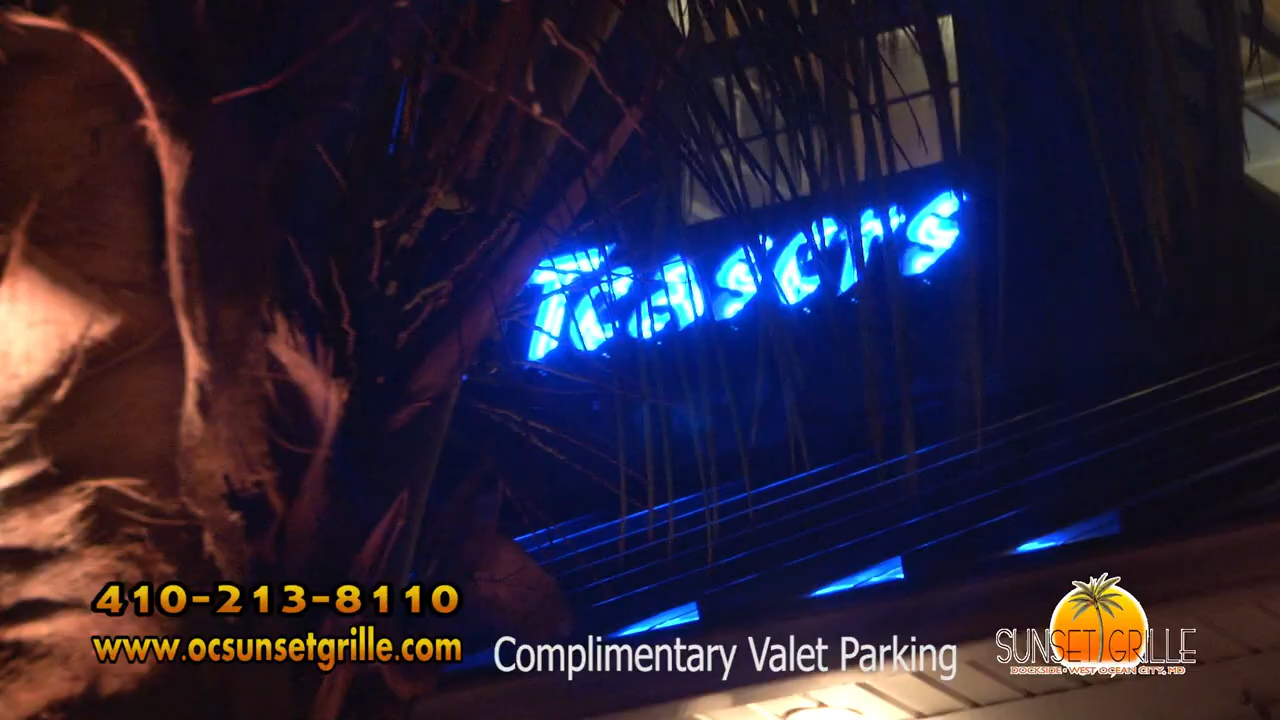 410-213-8110
www.ocsunsetgrille.com
Complimentary Valet Parking
SUNSET GRILLE
DOCKSIDE • WEST OCEAN CITY, MD